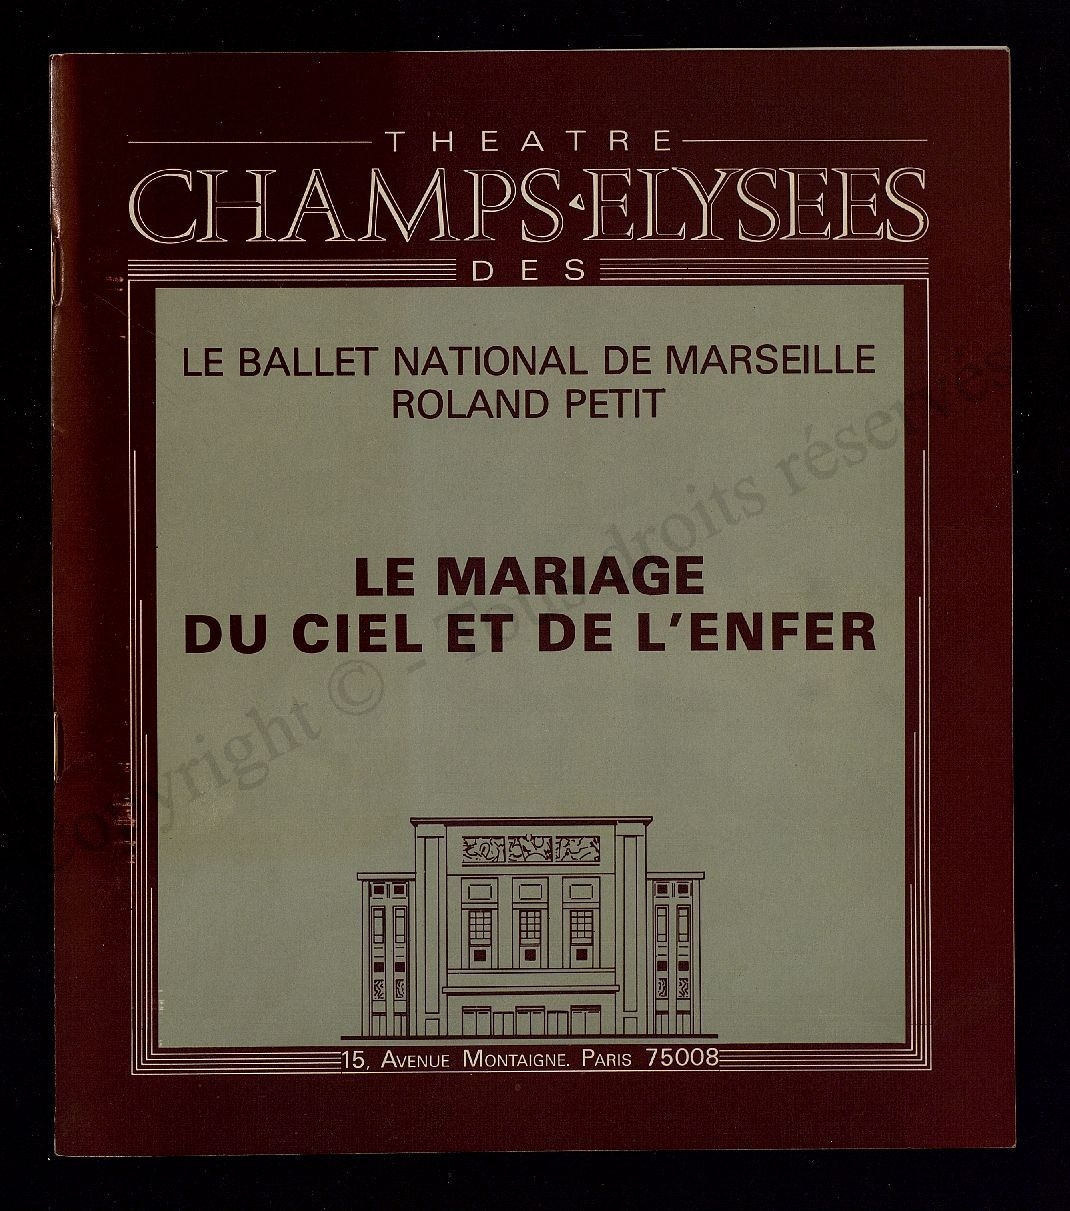 THEATRE
CHAMPS-ELYSEES
DES
LE BALLET NATIONAL DE MARSEILLE
ROLAND PETIT
LE MARIAGE
DU CIEL ET DE L'ENFER
15, AVENUE MONTAIGNE. PARIS 75008
Copyright © - Tous droits réservés